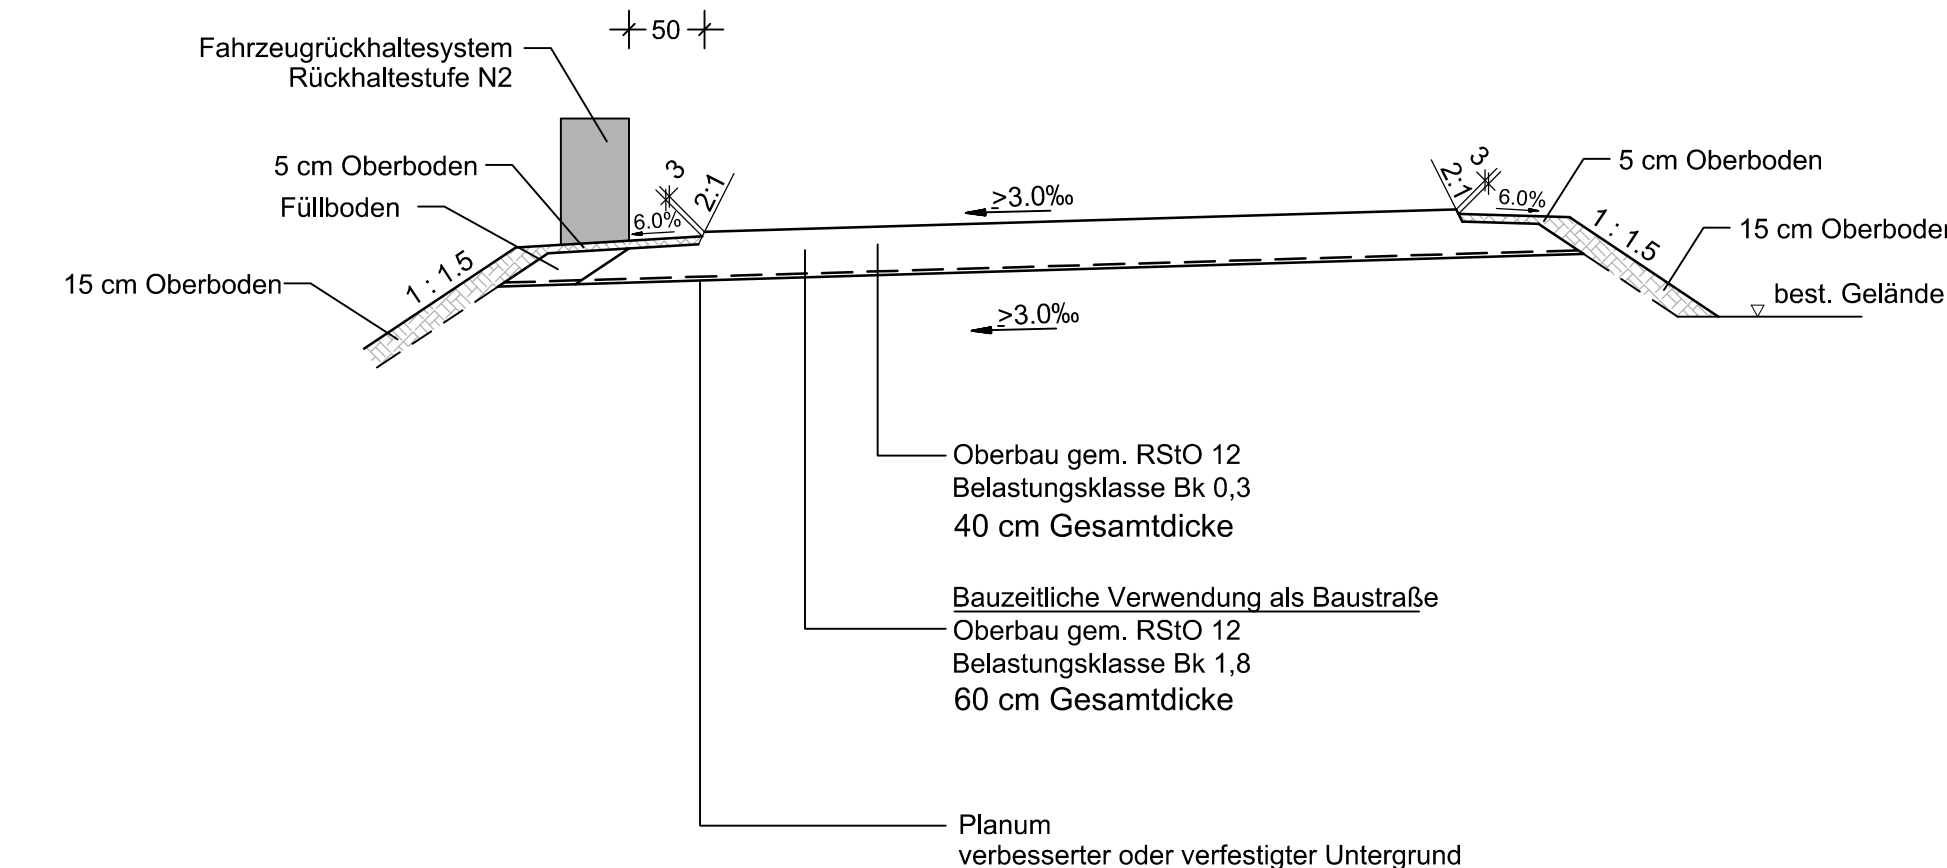 50
Fahrzeugrückhaltesystem
Rückhaltestufe N2
5 cm Oberboden
Füllboden
15 cm Oberboden
1 : 1.5
6.0%
3
2:1
≥3.0‰
≥3.0‰
2:1
3
6.0%
1 : 1.5
5 cm Oberboden
15 cm Oberboden
best. Gelände
Oberbau gem. RStO 12
Belastungsklasse Bk 0,3
40 cm Gesamtdicke
Bauzeitliche Verwendung als Baustraße
Oberbau gem. RStO 12
Belastungsklasse Bk 1,8
60 cm Gesamtdicke
Planum
verbesserter oder verfestigter Untergrund